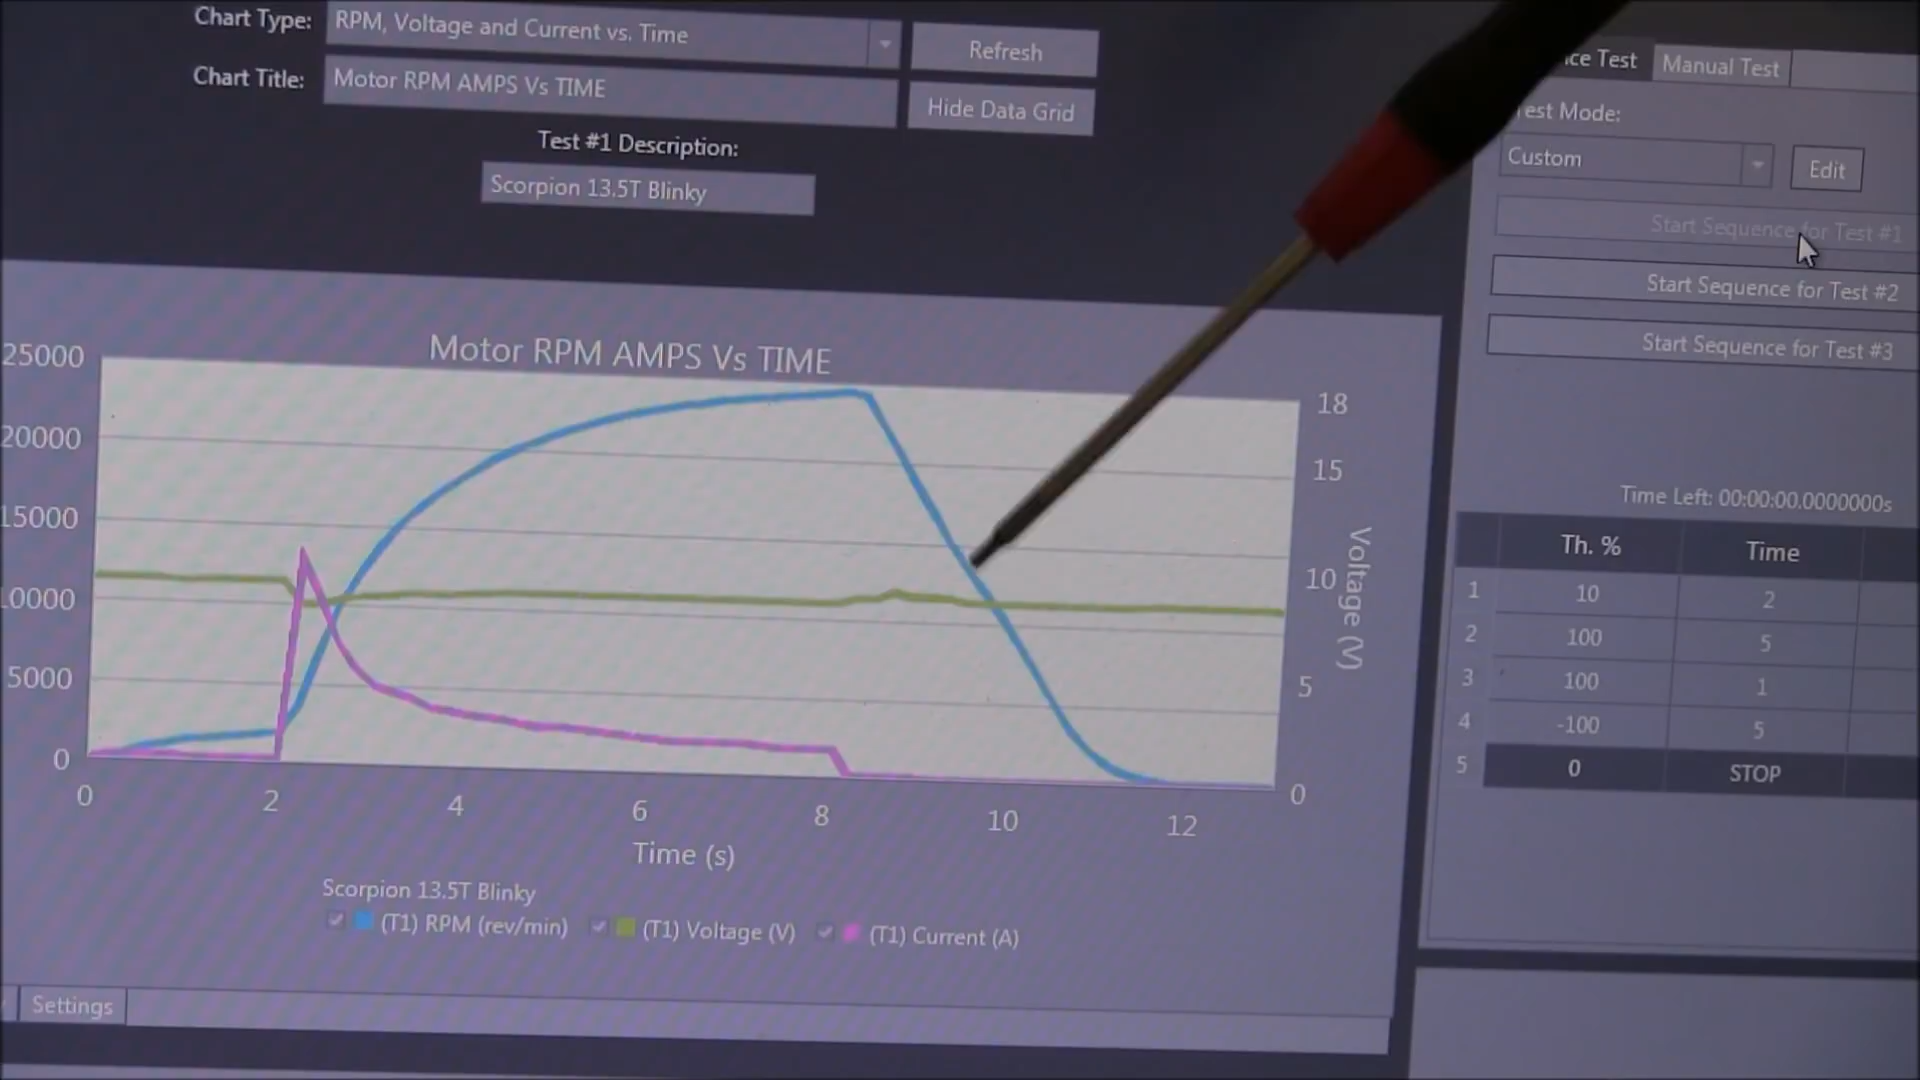 Chart Type: RPM, Voltage and Current vs. Time Refresh
Chart Title: Motor RPM AMPS Vs TIME Hide Data Grid
Test #1 Description:
Scorpion 13.5T Blinky
Manual Test
Test Mode:
Custom Edit
Start Sequence for Test #1
Start Sequence for Test #2
Start Sequence for Test #3
Motor RPM AMPS Vs TIME
25000
20000
15000
10000
5000
0
18
15
10
5
0
Voltage (V)
0 2 4 6 8 10 12
Time (s)
Scorpion 13.5T Blinky
(T1) RPM (rev/min) (T1) Voltage (V) (T1) Current (A)
Settings
Time Left: 00:00:00.0000000s
Th. % Time
1 10 2
2 100 5
3 100 1
4 -100 5
5 0 STOP